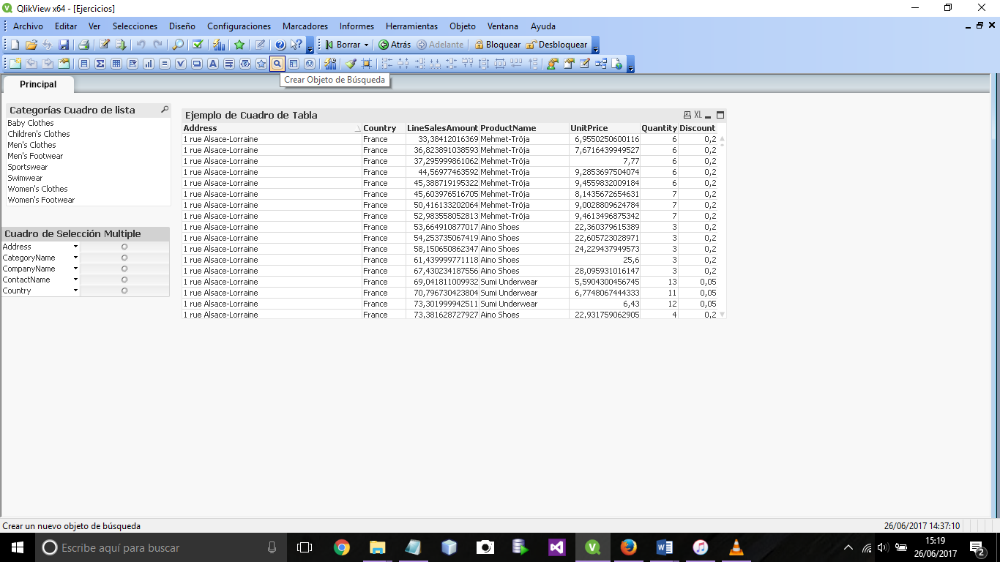 QlikView x64 - [Ejercicios]
Archivo Editar Ver Selecciones Diseño Configuraciones Marcadores Informes Herramientas Objeto Ventana Ayuda
Borrar Atrás Adelante Bloquear Desbloquear
Crear Objeto de Búsqueda
Principal
Categorías Cuadro de lista
Baby Clothes
Children's Clothes
Men's Clothes
Men's Footwear
Sportswear
Swimwear
Women's Clothes
Women's Footwear
Cuadro de Selección Multiple
Address
CategoryName
CompanyName
ContactName
Country
Ejemplo de Cuadro de Tabla XL
Address Country LineSalesAmount ProductName UnitPrice Quantity Discount
1 rue Alsace-Lorraine France 33,38412016369 Mehmet-Tröja 6,9550250600116 6 0,2
1 rue Alsace-Lorraine France 36,823891038593 Mehmet-Tröja 7,6716439949527 6 0,2
1 rue Alsace-Lorraine France 37,295999861062 Mehmet-Tröja 7,77 6 0,2
1 rue Alsace-Lorraine France 44,56977463592 Mehmet-Tröja 9,2853697504074 6 0,2
1 rue Alsace-Lorraine France 45,388719195322 Mehmet-Tröja 9,4559832009184 6 0,2
1 rue Alsace-Lorraine France 45,603976516705 Mehmet-Tröja 8,1435672654631 7 0,2
1 rue Alsace-Lorraine France 50,416133202064 Mehmet-Tröja 9,0028809624784 7 0,2
1 rue Alsace-Lorraine France 52,983558052813 Mehmet-Tröja 9,4613496875342 7 0,2
1 rue Alsace-Lorraine France 53,664910877017 Aino Shoes 22,360379615389 3 0,2
1 rue Alsace-Lorraine France 54,253735067419 Aino Shoes 22,605723028971 3 0,2
1 rue Alsace-Lorraine France 58,150650862347 Aino Shoes 24,229437949573 3 0,2
1 rue Alsace-Lorraine France 61,439999771118 Aino Shoes 25,6 3 0,2
1 rue Alsace-Lorraine France 67,430234187556 Aino Shoes 28,095931016147 3 0,2
1 rue Alsace-Lorraine France 69,041811009932 Sumi Underwear 5,5904300456745 13 0,05
1 rue Alsace-Lorraine France 70,796730423804 Sumi Underwear 6,7748067444333 11 0,05
1 rue Alsace-Lorraine France 73,301999942511 Sumi Underwear 6,43 12 0,05
1 rue Alsace-Lorraine France 73,381628727927 Aino Shoes 22,931759062905 4 0,2
Crear un nuevo objeto de búsqueda 26/06/2017 14:37:10
Escribe aquí para buscar
15:19
26/06/2017
2